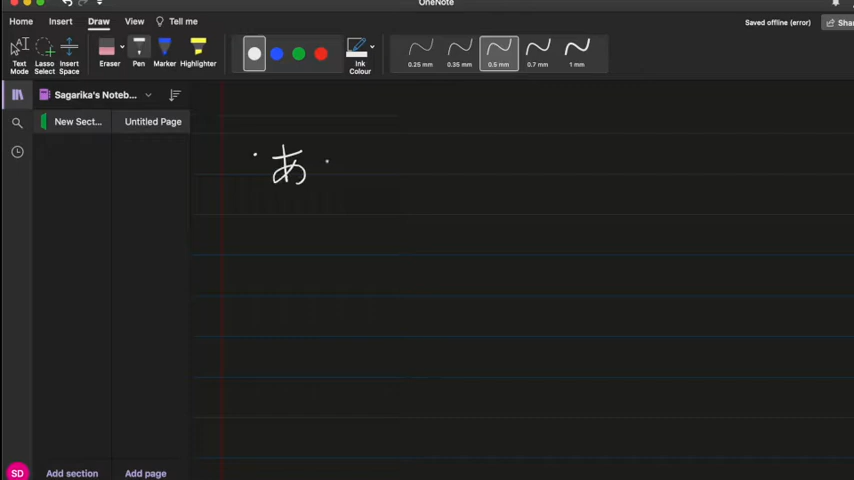 OneNote
Home Insert Draw View Tell me
Saved offline (error) Shar
Text Mode Lasso Select Insert Space Eraser Pen Marker Highlighter Ink Colour 0.25 mm 0.35 mm 0.5 mm 0.7 mm 1 mm
Sagarika's Noteb...
New Sect... Untitled Page
あ
SD Add section Add page